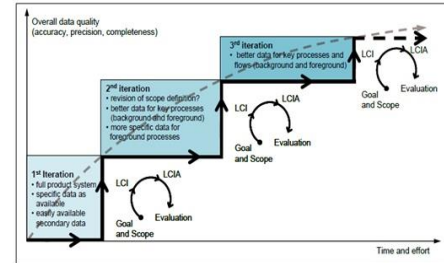 Overall data quality
(accuracy, precision, completeness)
3rd iteration
• better data for key processes and
flows (background and foreground)
LCI
LCIA
Goal
and Scope
Evaluation
2nd iteration
• revision of scope definition?
• better data for key processes
(background and foreground)
• more specific data for
foreground processes
LCI
LCIA
Goal
and Scope
Evaluation
1st Iteration
• full product system
• specific data as
available
• easily available
secondary data
LCI
LCIA
Goal
and Scope
Evaluation
Time and effort